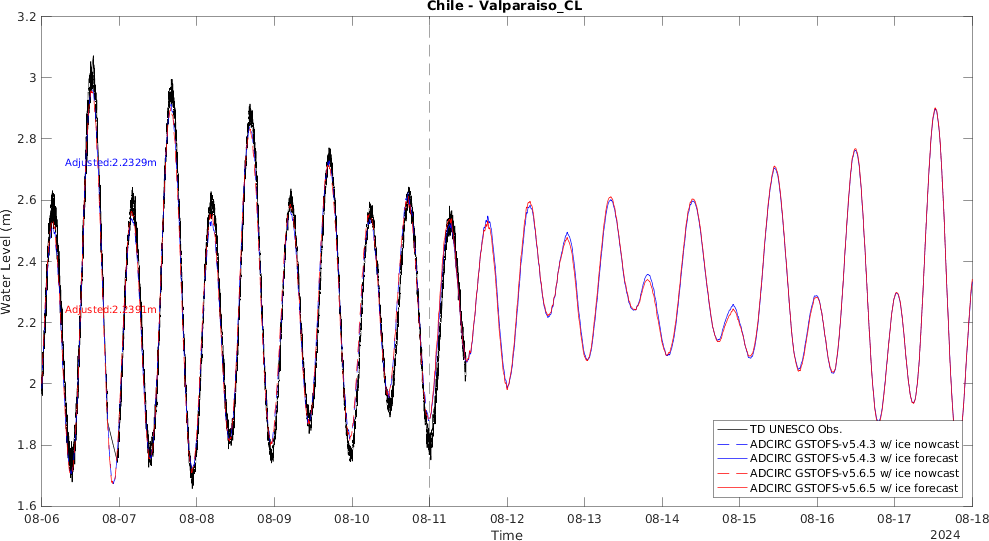 Chile - Valparaiso_CL
3.2
3
2.8
2.6
2.4
2.2
2
1.8
1.6
Water Level (m)
Adjusted:2.2329m
Adjusted:2.2391m
TD UNESCO Obs.
ADCIRC GSTOFS-v5.4.3 w/ ice nowcast
ADCIRC GSTOFS-v5.4.3 w/ ice forecast
ADCIRC GSTOFS-v5.6.5 w/ ice nowcast
ADCIRC GSTOFS-v5.6.5 w/ ice forecast
08-06 08-07 08-08 08-09 08-10 08-11 08-12 08-13 08-14 08-15 08-16 08-17 08-18
Time
2024